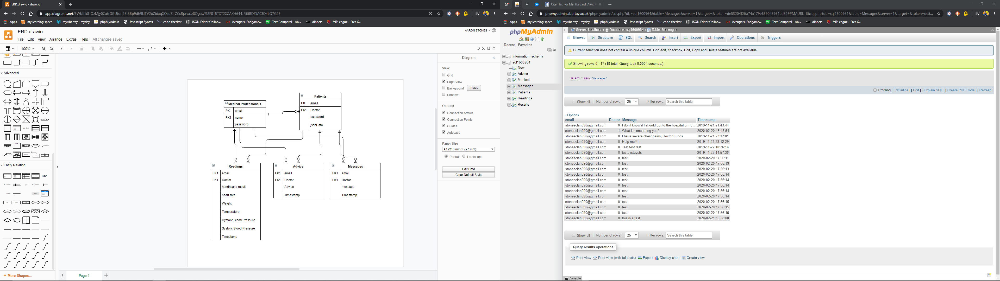 ERD.drawio - draw.io
app.diagrams.net/#Wb!hk8-OzMjy0CatrGGUtorI2EtBBp9dh9LITV2oZidxqXOsqZI-ZCsRprvaJz8Qgaw%2F015TXT2XZAKH644JF55BDZJACJQ4LQ7G25
Apps my learning space myAbertay - myday phpMyAdmin Javascript Syntax code checker JSON Editor Online... Avengers: Endgame... Text Compare! - An... dinners VIPLeague - Free S...
ERD.drawio
AARON STONES
File Edit View Arrange Extras Help All changes saved
100%
Advanced
List Item
Entity Relation
Row
Title
+ More Shapes...
Page-1
Medical Professionals
PK email
FK1 name
password
Patients
PK email
FK1 Doctor
password
jsonData
Readings
FK1 email
FK1 Doctor
handhsake result
heart rate
Weight
Temperature
Dystolic Blood Pressure
Systolic Blood Pressure
Timestamp
Advice
FK1 email
FK1 Doctor
Advice
Timestamp
Messages
FK1 email
FK1 Doctor
message
Timestamp
Diagram
View
Grid
Page View
Background Image
Shadow
Options
Connection Arrows
Connection Points
Guides
Autosave
Paper Size
A4 (210 mm x 297 mm)
Portrait Landscape
Edit Data
Clear Default Style
Cite This For Me: Harvard, APA, M
phpmyadmin.abertay.ac.uk/phpmyadmin/sql.php?db=sql1600964&table=Messages&server=1&target=&token=de53204f2ffa74a179e659048964bd81#PMAURL-15:sql.php?db=sql1600964&table=Messages&server=1&target=&token=de5...
Apps my learning space myAbertay - myday phpMyAdmin Javascript Syntax code checker JSON Editor Online... Avengers: Endgame... Text Compare! - An... dinners VIPLeague - Free S...
phpMyAdmin
Recent Favorites
information_schema
sql1600964
New
Advice
Medical
Messages
Patients
Readings
Results
Server: localhost » Database: sql1600964 » Table: Messages
Browse Structure SQL Search Insert Export Import Operations Triggers
Current selection does not contain a unique column. Grid edit, checkbox, Edit, Copy and Delete features are not available.
Showing rows 0 - 17 (18 total, Query took 0.0004 seconds.)
SELECT * FROM `Messages`
Profiling [ Edit inline ] [ Edit ] [ Explain SQL ] [ Create PHP Code ] [ Refresh ]
Show all Number of rows: 25 Filter rows: Search this table
+ Options
email Doctor Message Timestamp
stonesclan090@gmail.com 0 I don't know if I should got to the hospital or no... 2019-11-21 21:43:44
stonesclan090@gmail.com 1 What is concerning you? 2020-02-20 18:48:54
stonesclan090@gmail.com 0 I have severe chest pains, Doctor Lunds 2019-11-21 23:12:01
stonesclan090@gmail.com 0 Help me!!!! 2019-11-21 23:12:29
stonesclan090@gmail.com 0 Test test test 2019-11-22 10:26:14
stonesclan090@gmail.com 0 testeysteysts 2019-11-25 14:57:36
stonesclan090@gmail.com 0 test 2020-02-20 17:56:11
stonesclan090@gmail.com 0 test 2020-02-20 17:56:13
stonesclan090@gmail.com 0 test 2020-02-20 17:56:13
stonesclan090@gmail.com 0 test 2020-02-20 17:56:14
stonesclan090@gmail.com 0 test 2020-02-20 17:56:14
stonesclan090@gmail.com 0 test 2020-02-20 17:56:14
stonesclan090@gmail.com 0 test 2020-02-20 17:56:14
stonesclan090@gmail.com 0 test 2020-02-20 17:56:14
stonesclan090@gmail.com 0 test 2020-02-20 17:56:15
stonesclan090@gmail.com 0 test 2020-02-20 17:56:15
stonesclan090@gmail.com 0 test 2020-02-20 17:56:15
stonesclan090@gmail.com 0 this is a test 2020-02-21 15:38:00
Show all Number of rows: 25 Filter rows: Search this table
Query results operations
Print view Print view (with full texts) Export Display chart Create view
Console